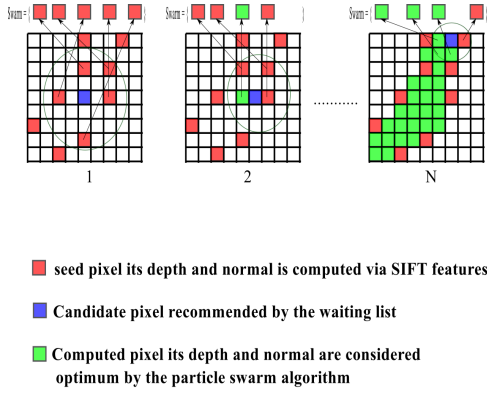 Swarm = { }
Swarm = { }
Swarm = { }
............
1
2
N
seed pixel its depth and normal is computed via SIFT features
Candidate pixel recommended by the waiting list
Computed pixel its depth and normal are considered
optimum by the particle swarm algorithm